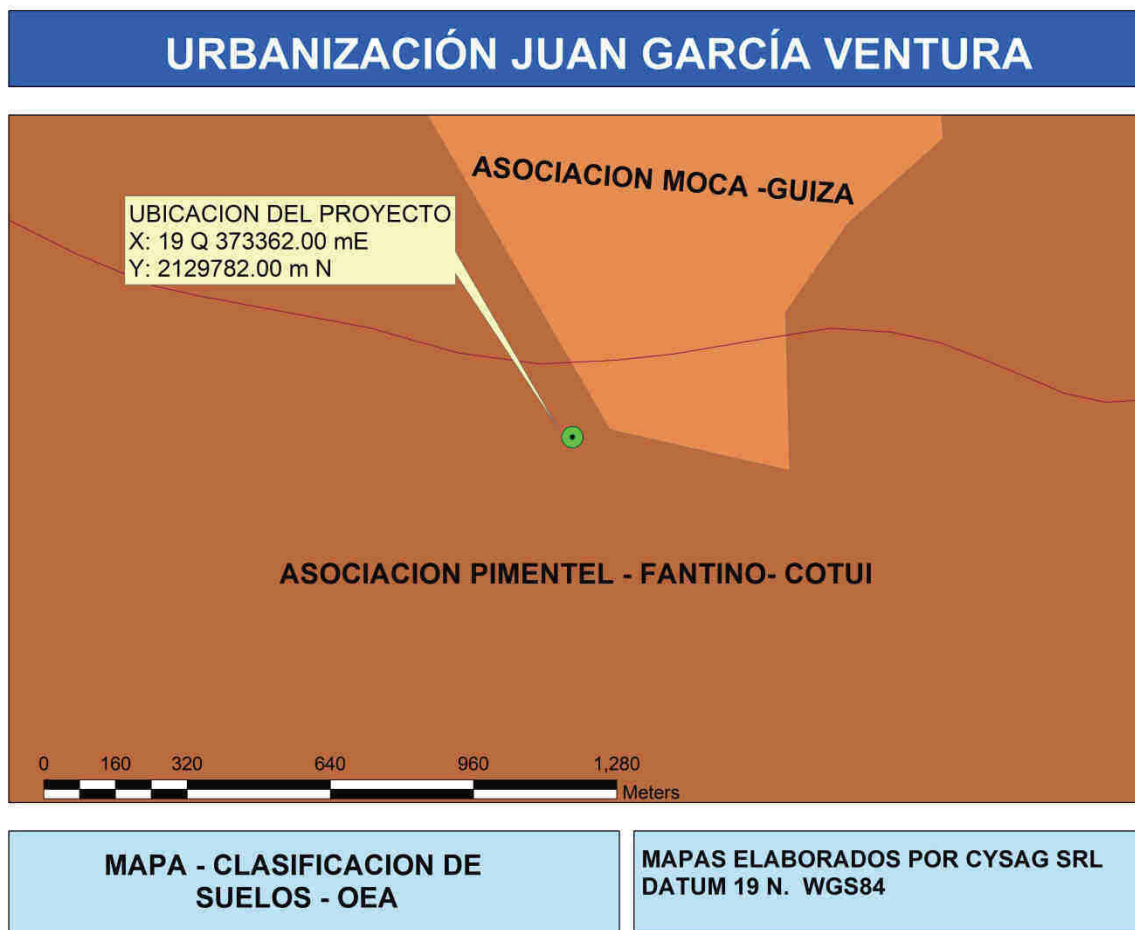 URBANIZACIÓN JUAN GARCÍA VENTURA
ASOCIACION MOCA -GUIZA
UBICACION DEL PROYECTO
X: 19 Q 373362.00 mE
Y: 2129782.00 m N
ASOCIACION PIMENTEL - FANTINO- COTUI
0 160 320 640 960 1,280
Meters
MAPA - CLASIFICACION DE
SUELOS - OEA
MAPAS ELABORADOS POR CYSAG SRL
DATUM 19 N. WGS84